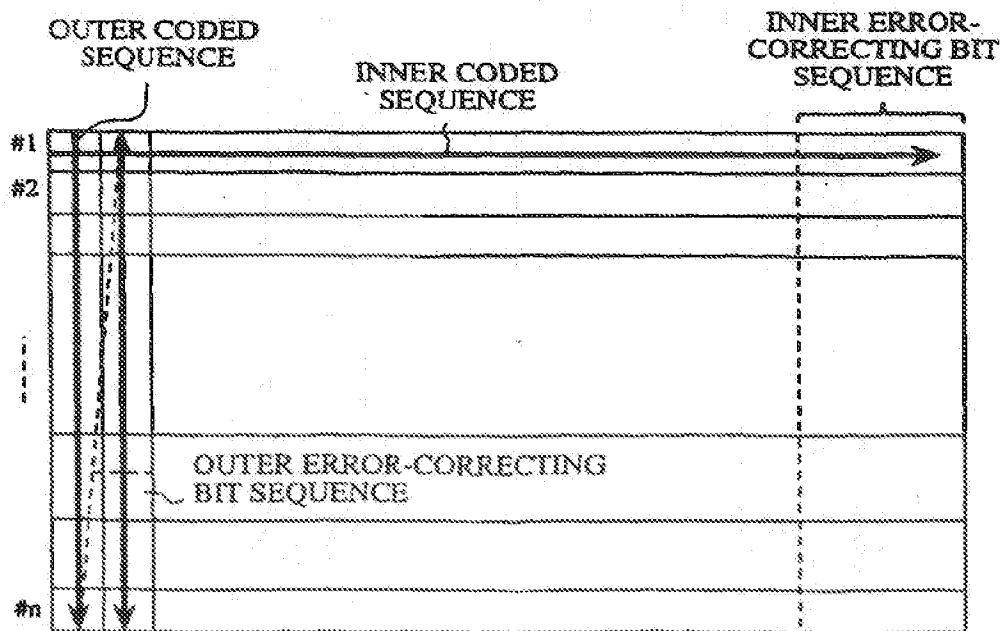 OUTER CODED
SEQUENCE
INNER CODED
SEQUENCE
INNER ERROR-
CORRECTING BIT
SEQUENCE
#1
#2
OUTER ERROR-CORRECTING
BIT SEQUENCE
#n